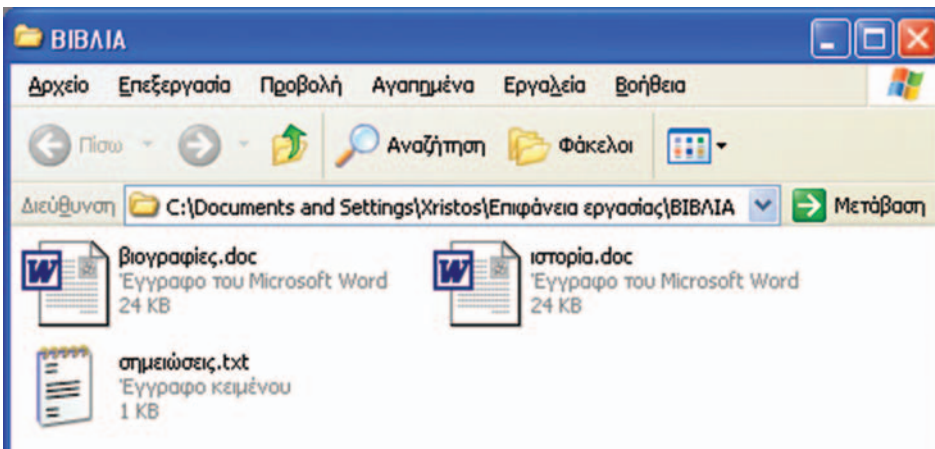 ΒΙΒΛΙΑ
Αρχείο Επεξεργασία Προβολή Αγαπημένα Εργαλεία Βοήθεια
Πίσω Αναζήτηση Φάκελοι
Διεύθυνση C:\Documents and Settings\Xristos\Επιφάνεια εργασίας\ΒΙΒΛΙΑ Μετάβαση
βιογραφίες.doc ιστορία.doc
Έγγραφο του Microsoft Word Έγγραφο του Microsoft Word
24 KB 24 KB
σημειώσεις.txt
Έγγραφο κειμένου
1 KB